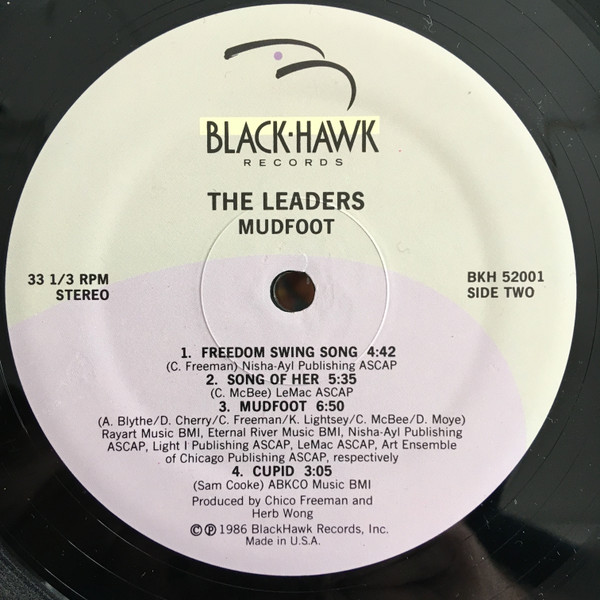 BLACK·HAWK
RECORDS
THE LEADERS
MUDFOOT
33 1/3 RPM
STEREO
BKH 52001
SIDE TWO
1. FREEDOM SWING SONG 4:42
(C. Freeman) Nisha-Ayl Publishing ASCAP
2. SONG OF HER 5:35
(C. McBee) LeMac ASCAP
3. MUDFOOT 6:50
(A. Blythe/D. Cherry/C. Freeman/K. Lightsey/C. McBee/D. Moye)
Rayart Music BMI, Eternal River Music BMI, Nisha-Ayl Publishing
ASCAP, Light I Publishing ASCAP, LeMac ASCAP, Art Ensemble
of Chicago Publishing ASCAP, respectively
4. CUPID 3:05
(Sam Cooke) ABKCO Music BMI
Produced by Chico Freeman and
Herb Wong
©℗1986 BlackHawk Records, Inc.
Made in U.S.A.